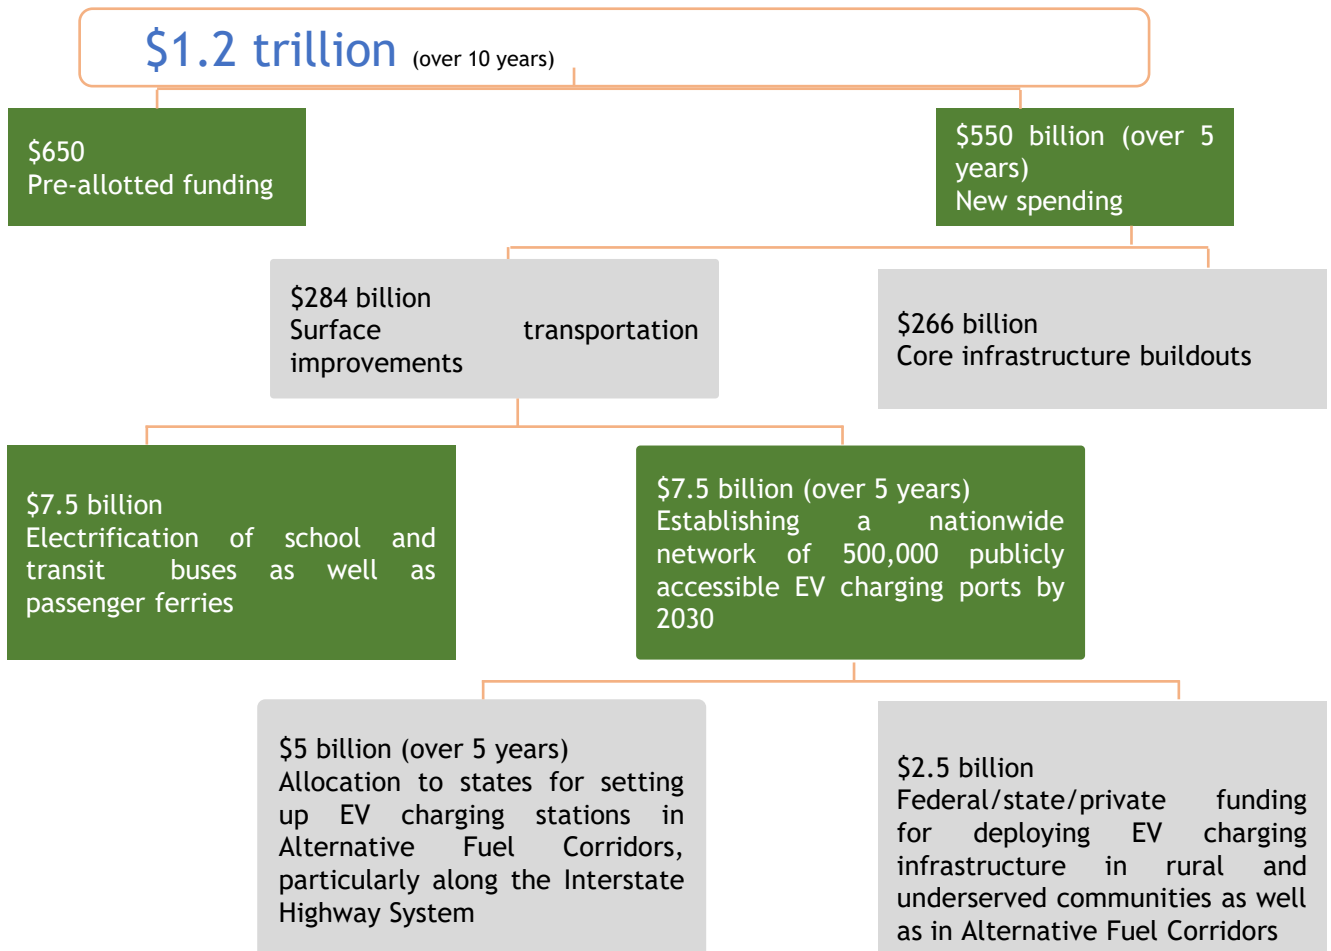 $1.2 trillion (over 10 years)
$650
Pre-allotted funding
$550 billion (over 5
years)
New spending
$284 billion
Surface transportation
improvements
$266 billion
Core infrastructure buildouts
$7.5 billion
Electrification of school and
transit buses as well as
passenger ferries
$7.5 billion (over 5 years)
Establishing a nationwide
network of 500,000 publicly
accessible EV charging ports by
2030
$5 billion (over 5 years)
Allocation to states for setting
up EV charging stations in
Alternative Fuel Corridors,
particularly along the Interstate
Highway System
$2.5 billion
Federal/state/private funding
for deploying EV charging
infrastructure in rural and
underserved communities as well
as in Alternative Fuel Corridors